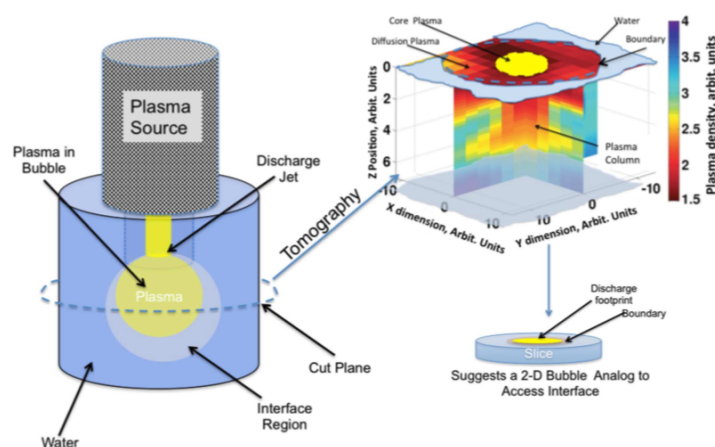 Plasma
Source
Plasma in
Bubble
Discharge
Jet
Plasma
Tomography
Cut Plane
Interface
Region
Water
Core Plasma
Diffusion Plasma
Water
Boundary
Plasma
Column
Z Position, Arbit. Units
0
2
4
6
-10
0
10
X dimension, Arbit. Units
10
0
-10
Y dimension, Arbit. Units
4
3.5
3
2.5
2
1.5
Plasma density, arbit. units
Discharge
footprint
Boundary
Slice
Suggests a 2-D Bubble Analog to
Access Interface